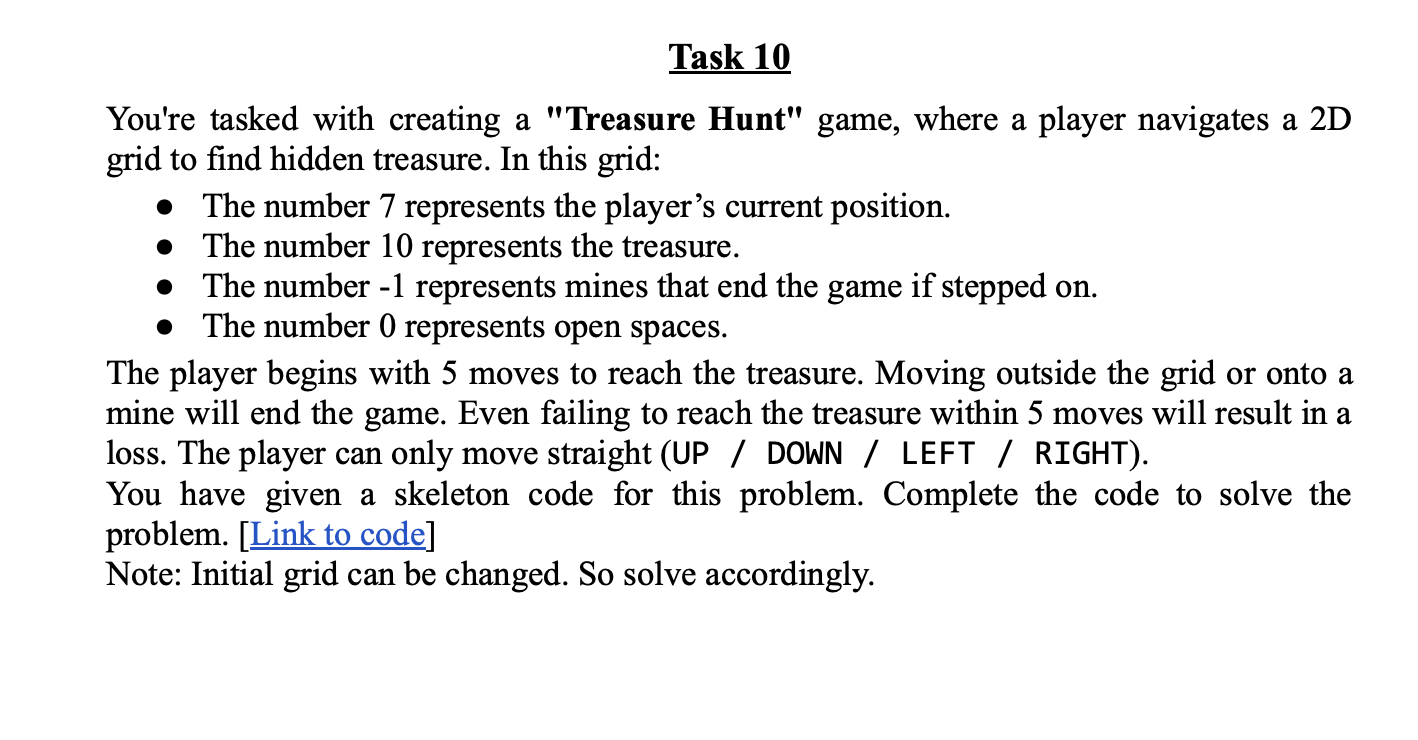 Task 10
You're tasked with creating a "Treasure Hunt" game, where a player navigates a 2D
grid to find hidden treasure. In this grid:
● The number 7 represents the player’s current position.
● The number 10 represents the treasure.
● The number -1 represents mines that end the game if stepped on.
● The number 0 represents open spaces.
The player begins with 5 moves to reach the treasure. Moving outside the grid or onto a
mine will end the game. Even failing to reach the treasure within 5 moves will result in a
loss. The player can only move straight (UP / DOWN / LEFT / RIGHT).
You have given a skeleton code for this problem. Complete the code to solve the
problem. [Link to code]
Note: Initial grid can be changed. So solve accordingly.